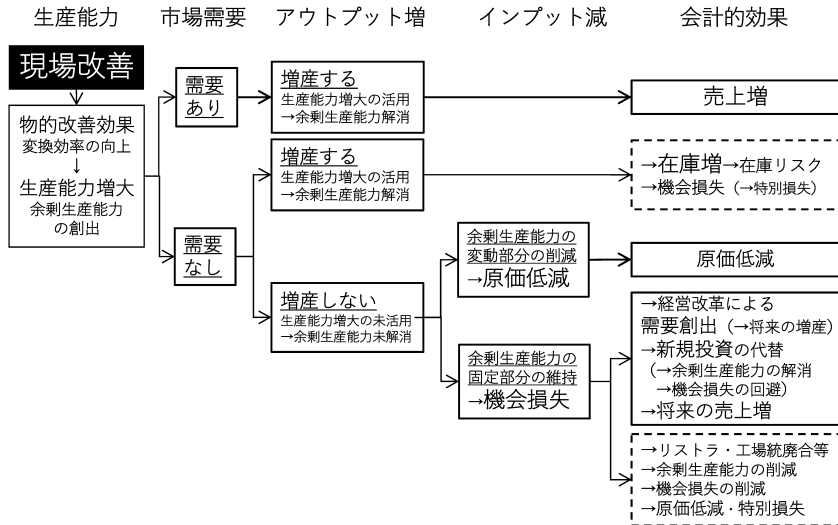 生産能力
市場需要
アウトプット増
インプット減
会計的効果
現場改善
物的改善効果
変換効率の向上
↓
生産能力増大
余剰生産能力
の創出
需要
あり
需要
なし
増産する
生産能力増大の活用
→余剰生産能力解消
増産する
生産能力増大の活用
→余剰生産能力解消
増産しない
生産能力増大の未活用
→余剰生産能力未解消
余剰生産能力の
変動部分の削減
→原価低減
余剰生産能力の
固定部分の維持
→機会損失
売上増
→在庫増→在庫リスク
→機会損失（→特別損失）
原価低減
→経営改革による
需要創出（→将来の増産）
→新規投資の代替
（→余剰生産能力の解消
→機会損失の回避）
→将来の売上増
→リストラ・工場統廃合等
→余剰生産能力の削減
→機会損失の削減
→原価低減・特別損失